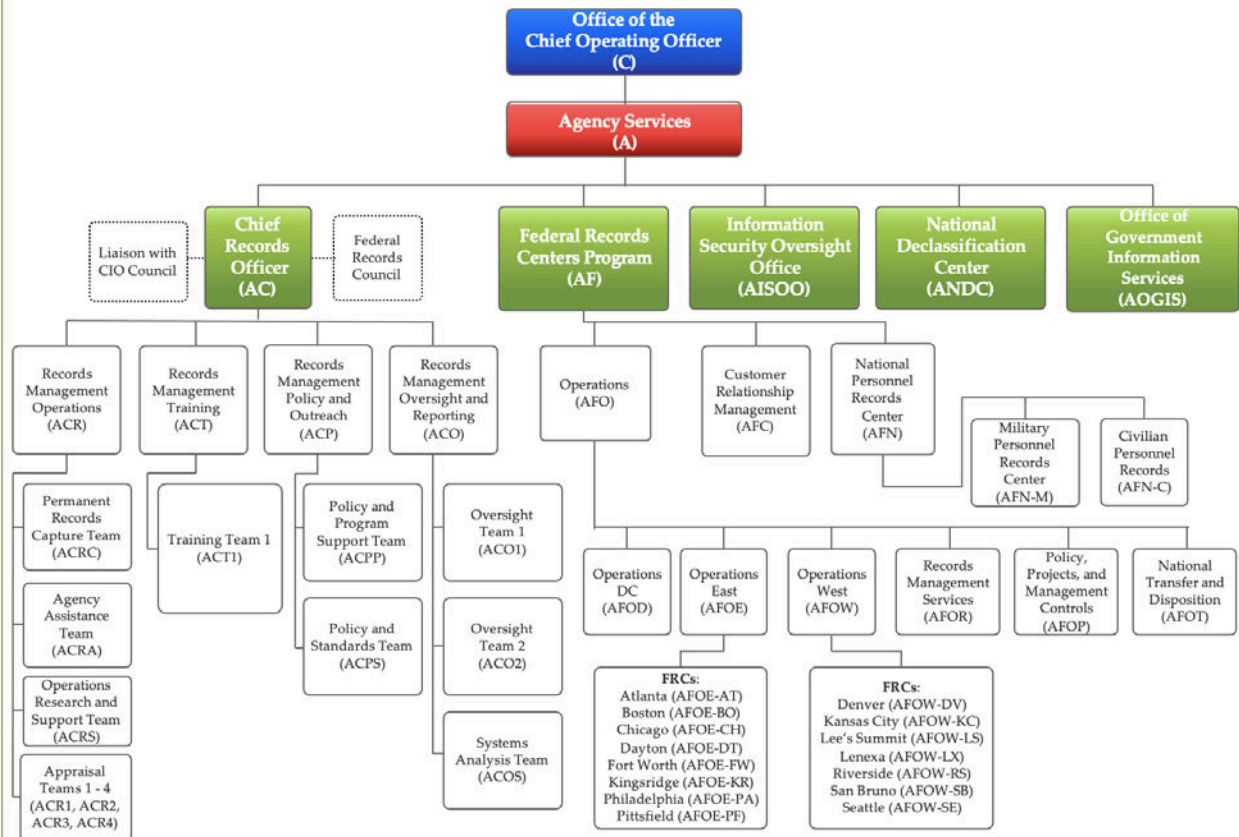 Office of the
Chief Operating Officer
(C)
Agency Services
(A)
Liaison with
CIO Council
Chief
Records
Officer
(AC)
Federal
Records
Council
Federal Records
Centers Program
(AF)
Information
Security Oversight
Office
(AISOO)
National
Declassification
Center
(ANDC)
Office of
Government
Information
Services
(AOGIS)
Records
Management
Operations
(ACR)
Records
Management
Training
(ACT)
Records
Management
Policy and
Outreach
(ACP)
Records
Management
Oversight and
Reporting
(ACO)
Operations
(AFO)
Customer
Relationship
Management
(AFC)
National
Personnel
Records
Center
(AFN)
Military
Personnel
Records
Center
(AFN-M)
Civilian
Personnel
Records
(AFN-C)
Permanent
Records
Capture Team
(ACRC)
Training Team 1
(ACT1)
Policy and
Program
Support Team
(ACPP)
Oversight
Team 1
(ACO1)
Agency
Assistance
Team
(ACRA)
Policy and
Standards Team
(ACPS)
Oversight
Team 2
(ACO2)
Operations
Research and
Support Team
(ACRS)
Systems
Analysis Team
(ACOS)
Appraisal
Teams 1 - 4
(ACR1, ACR2,
ACR3, ACR4)
Operations
DC
(AFOD)
Operations
East
(AFOE)
Operations
West
(AFOW)
Records
Management
Services
(AFOR)
Policy,
Projects, and
Management
Controls
(AFOP)
National
Transfer and
Disposition
(AFOT)
FRCs:
Atlanta (AFOE-AT)
Boston (AFOE-BO)
Chicago (AFOE-CH)
Dayton (AFOE-DT)
Fort Worth (AFOE-FW)
Kingsridge (AFOE-KR)
Philadelphia (AFOE-PA)
Pittsfield (AFOE-PF)
FRCs:
Denver (AFOW-DV)
Kansas City (AFOW-KC)
Lee's Summit (AFOW-LS)
Lenexa (AFOW-LX)
Riverside (AFOW-RS)
San Bruno (AFOW-SB)
Seattle (AFOW-SE)